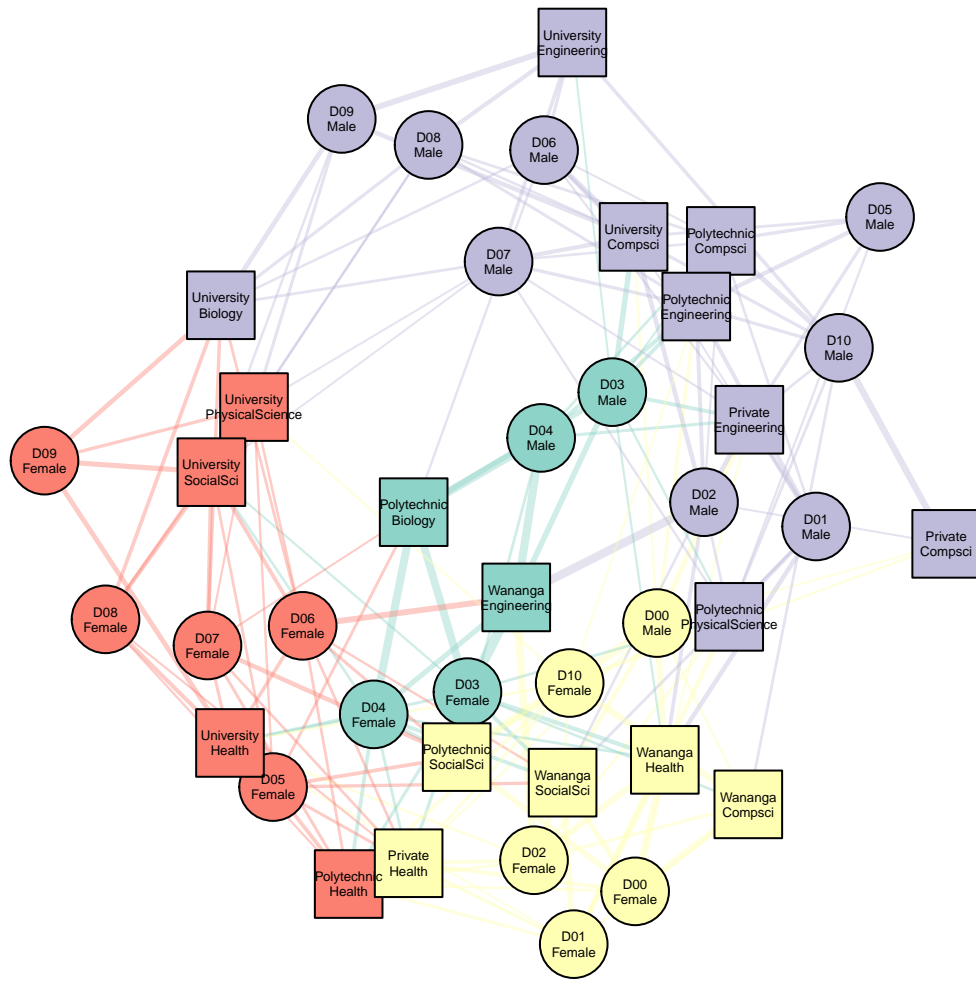 University
Engineering
D09
Male
D08
Male
D06
Male
D05
Male
University
Compsci
Polytechnic
Compsci
D07
Male
University
Biology
Polytechnic
Engineering
D10
Male
D03
Male
University
PhysicalScience
Private
Engineering
D04
Male
D09
Female
University
SocialSci
D02
Male
Polytechnic
Biology
D01
Male
Private
Compsci
Wananga
Engineering
Polytechnic
PhysicalScience
D08
Female
D06
Female
D00
Male
D07
Female
D10
Female
D03
Female
D04
Female
University
Health
Polytechnic
SocialSci
Wananga
Health
Wananga
SocialSci
D05
Female
Wananga
Compsci
D02
Female
Private
Health
Polytechnic
Health
D00
Female
D01
Female